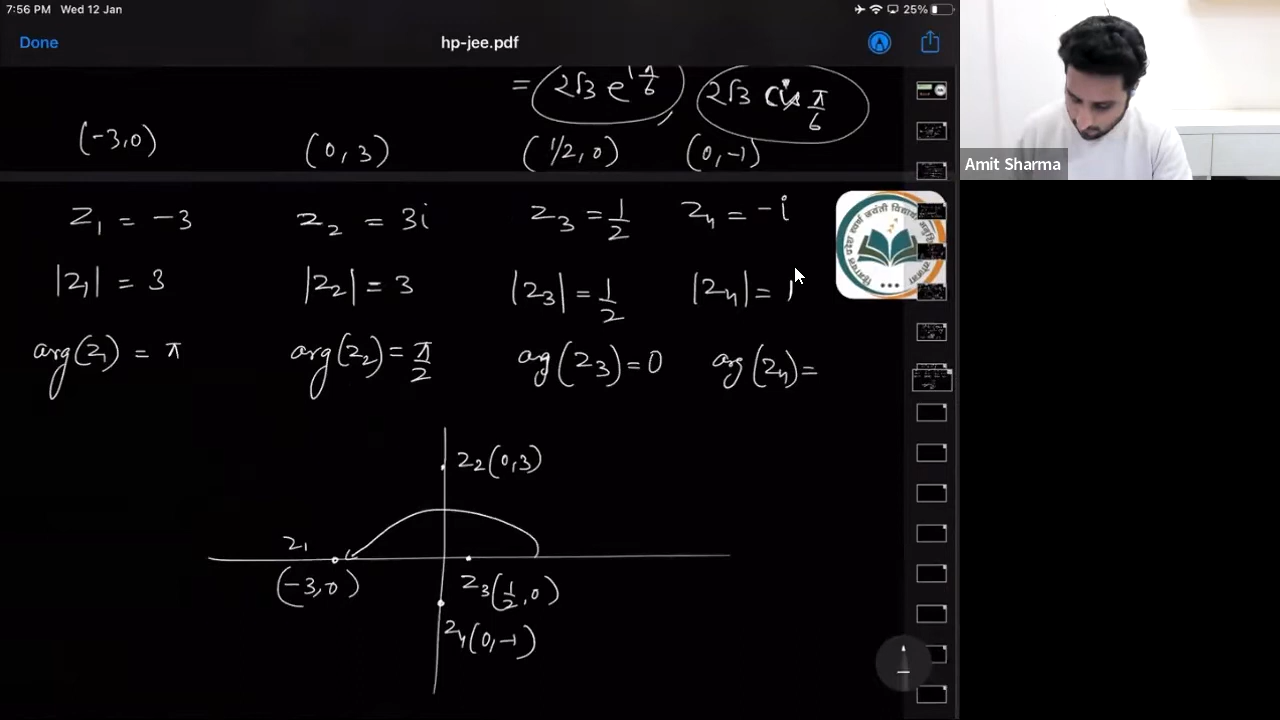 7:56 PM Wed 12 Jan
25%
Done
hp-jee.pdf
= 2√3 e^{iπ/6} 2√3 cis π/6
(-3,0) (0,3) (1/2,0) (0,-1)
Amit Sharma
z₁ = -3 z₂ = 3i z₃ = 1/2 z₄ = -i
|z₁| = 3 |z₂| = 3 |z₃| = 1/2 |z₄| = 1
arg(z₁) = π arg(z₂) = π/2 arg(z₃) = 0 arg(z₄) =
z₂(0,3)
z₁
(-3,0)
z₃(1/2,0)
z₄(0,-1)